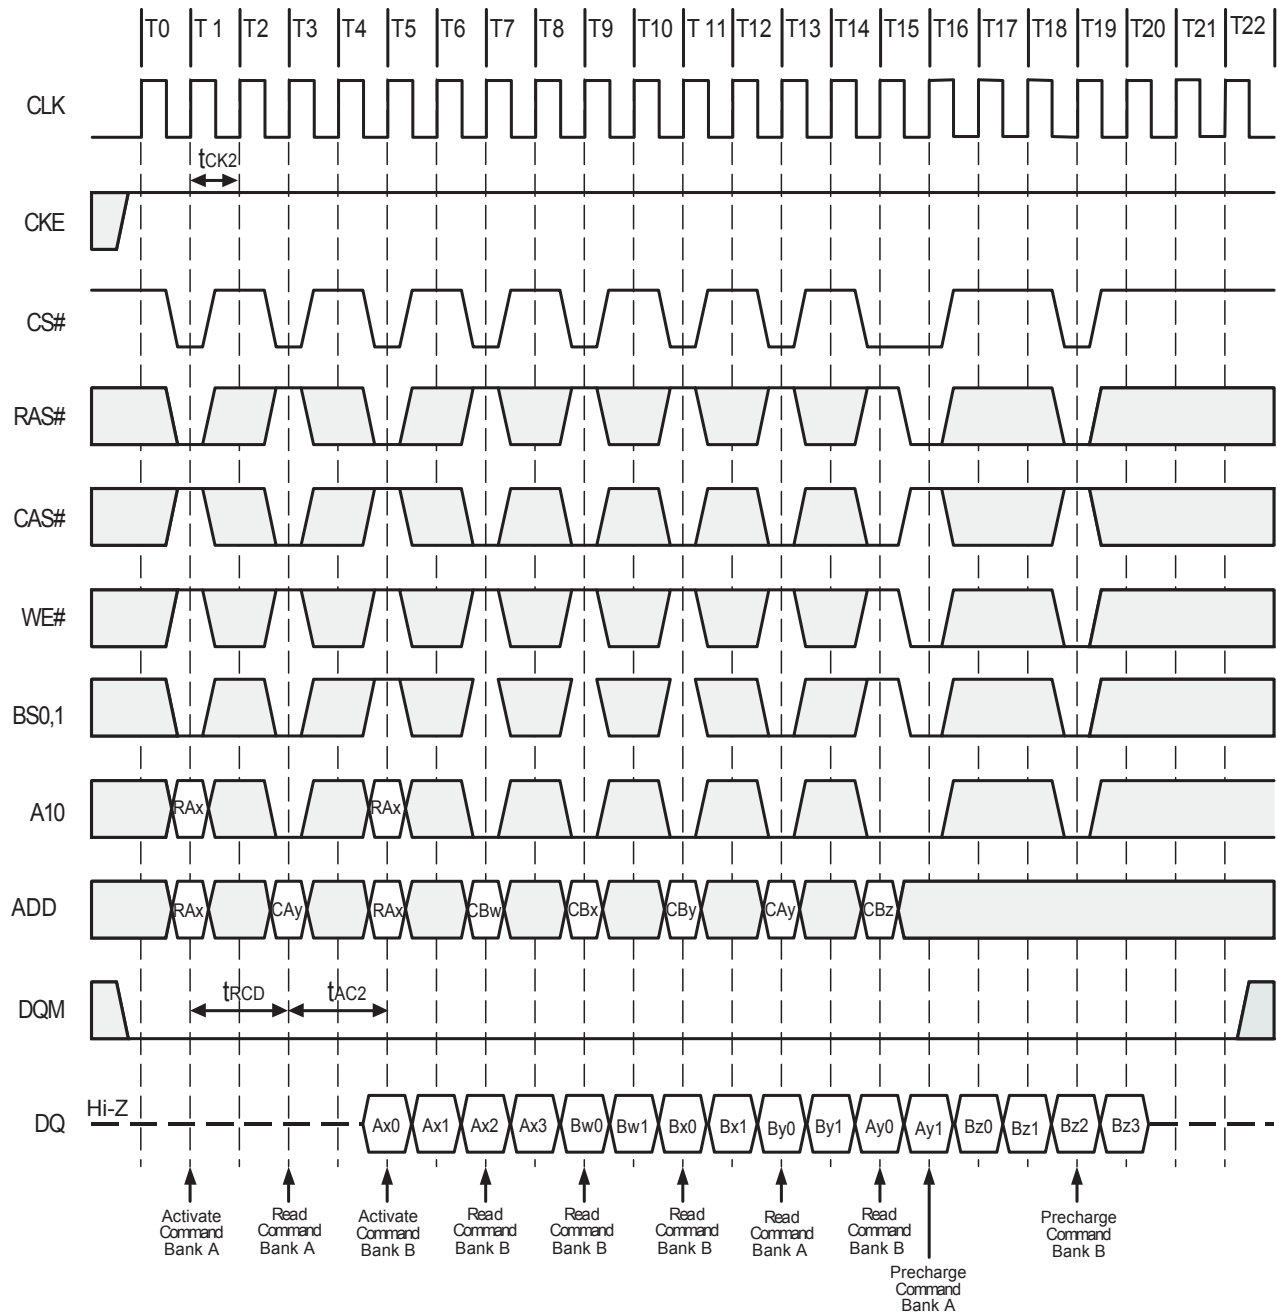 T0 T 1 T2 T3 T4 T5 T6 T7 T8 T9 T10 T 11 T12 T13 T14 T15 T16 T17 T18 T19 T20 T21 T22
CLK
tCK2
CKE
CS#
RAS#
CAS#
WE#
BS0,1
A10 RAx RAx
ADD RAx CAy RAx CBw CBx CBy CAy CBz
DQM tRCD tAC2
Hi-Z
DQ Ax0 Ax1 Ax2 Ax3 Bw0 Bw1 Bx0 Bx1 By0 By1 Ay0 Ay1 Bz0 Bz1 Bz2 Bz3
Activate
Command
Bank A
Read
Command
Bank A
Activate
Command
Bank B
Read
Command
Bank B
Read
Command
Bank B
Read
Command
Bank B
Read
Command
Bank A
Read
Command
Bank B
Precharge
Command
Bank A
Precharge
Command
Bank B